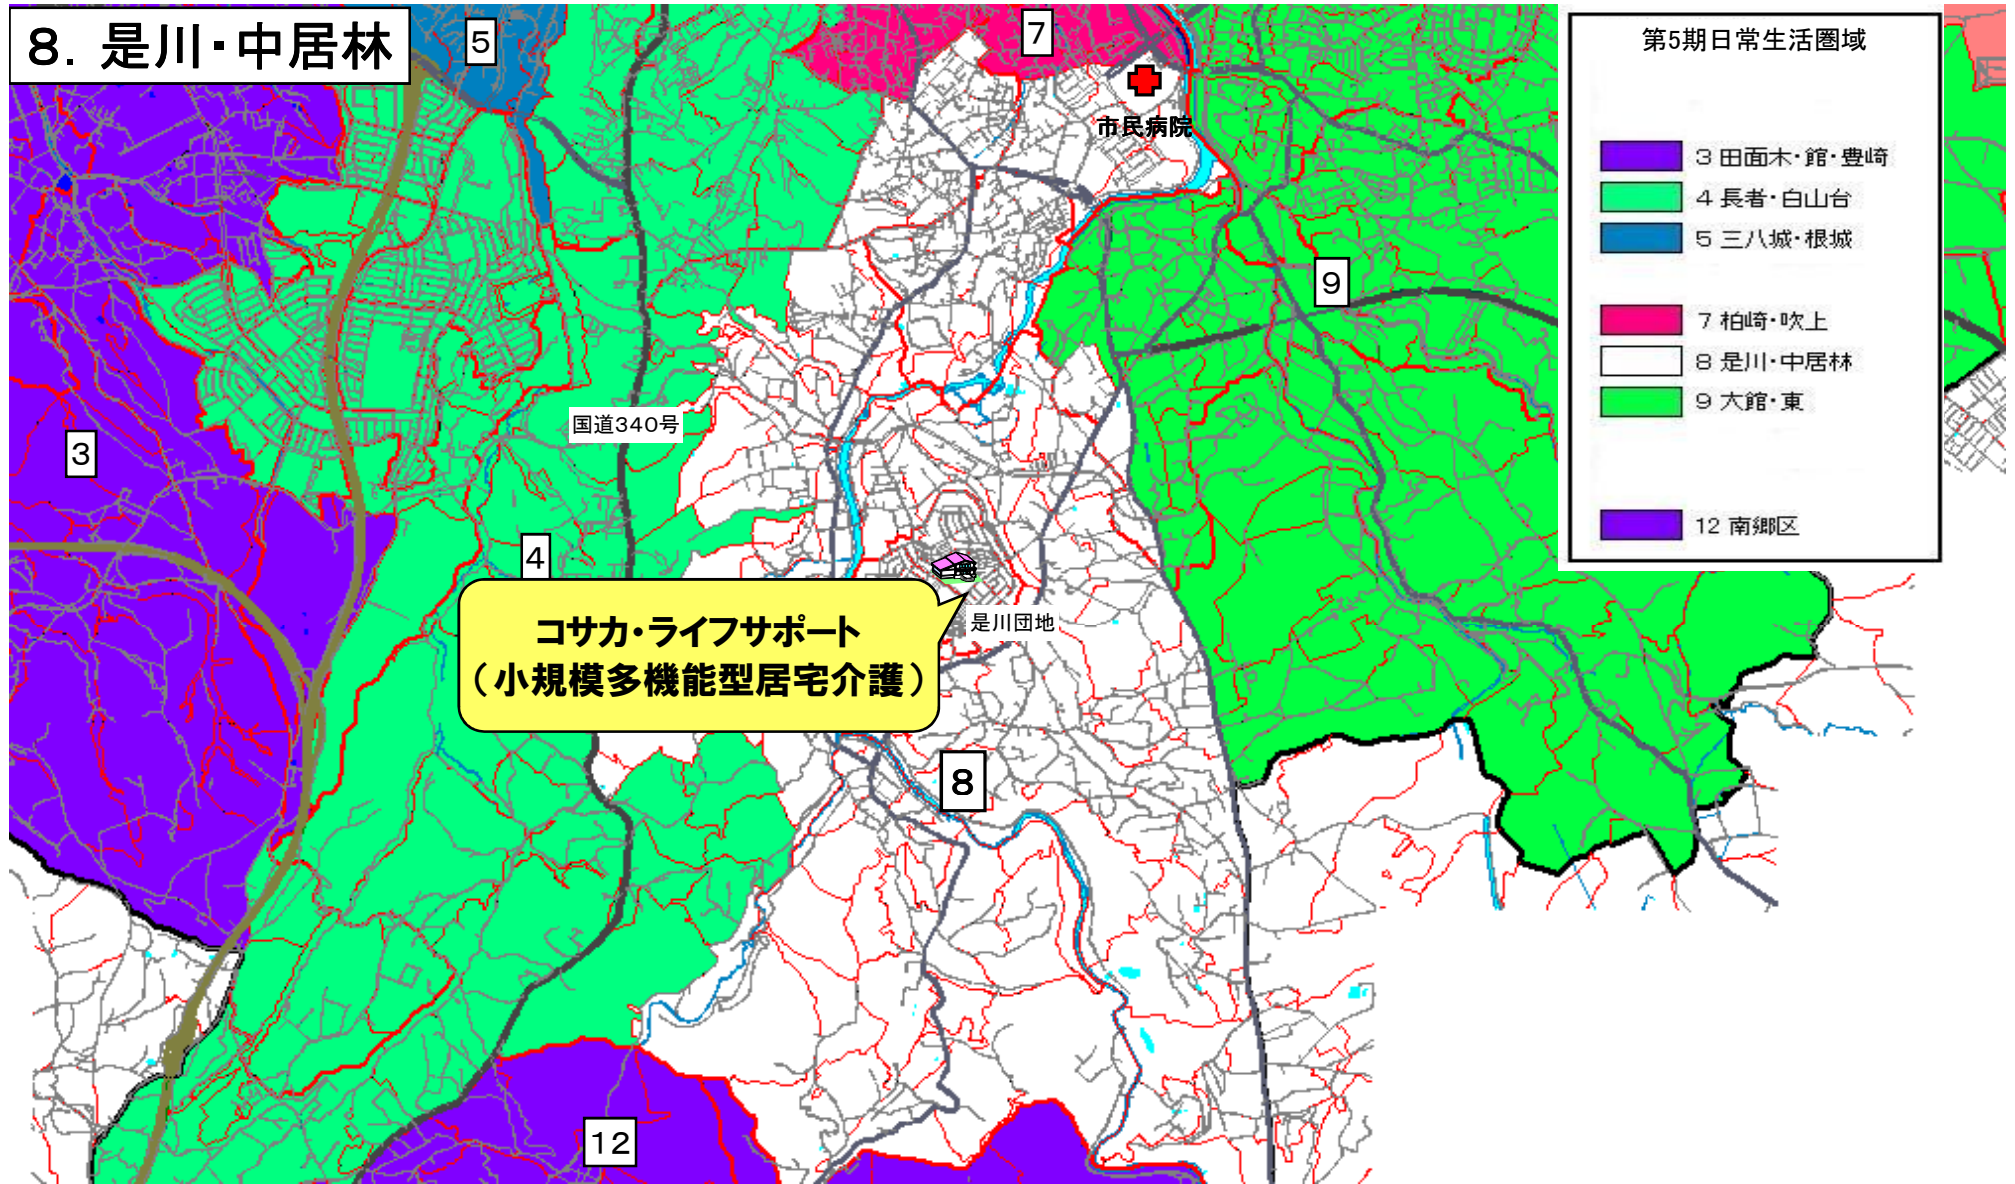 8. 是川・中居林
5
7
市民病院
第5期日常生活圏域
3 田面木・館・豊崎
4 長者・白山台
5 三八城・根城
7 柏崎・吹上
8 是川・中居林
9 大館・東
12 南郷区
9
国道340号
3
4
コサカ・ライフサポート
(小規模多機能型居宅介護)
是川団地
8
12